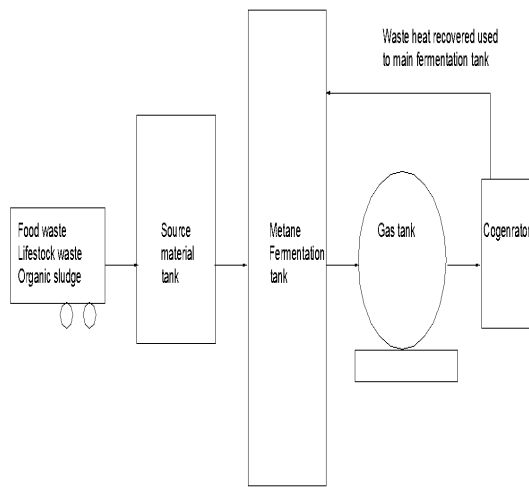 Waste heat recovered used
to main fermentation tank
Food waste
Lifestock waste
Organic sludge
Source
material
tank
Metane
Fermentation
tank
Gas tank
Cogenrator